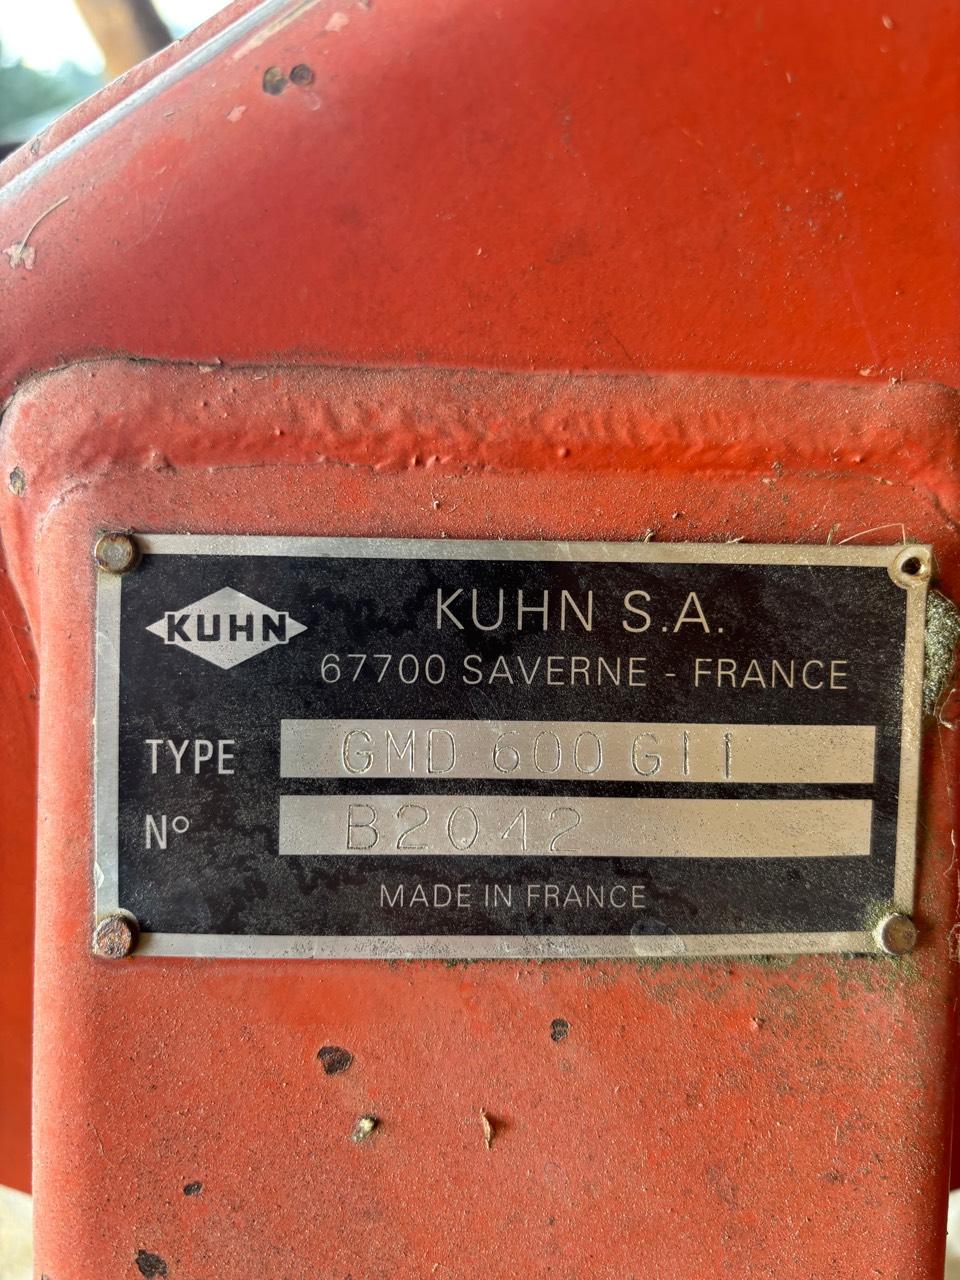 KUHN
KUHN S.A.
67700 SAVERNE - FRANCE
TYPE GMD 600 GII
N° B2042
MADE IN FRANCE